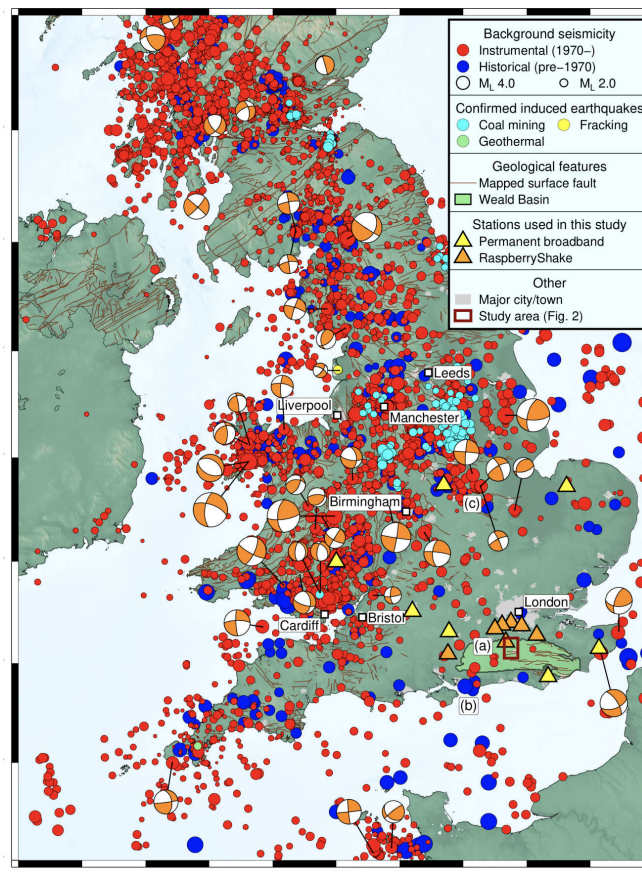 Background seismicity
Instrumental (1970−)
Historical (pre−1970)
ML 4.0 ML 2.0
Confirmed induced earthquakes
Coal mining Fracking
Geothermal
Geological features
Mapped surface fault
Weald Basin
Stations used in this study
Permanent broadband
RaspberryShake
Other
Major city/town
Study area (Fig. 2)
Leeds
Liverpool
Manchester
Birmingham
(c)
London
Cardiff
Bristol
(a)
(b)